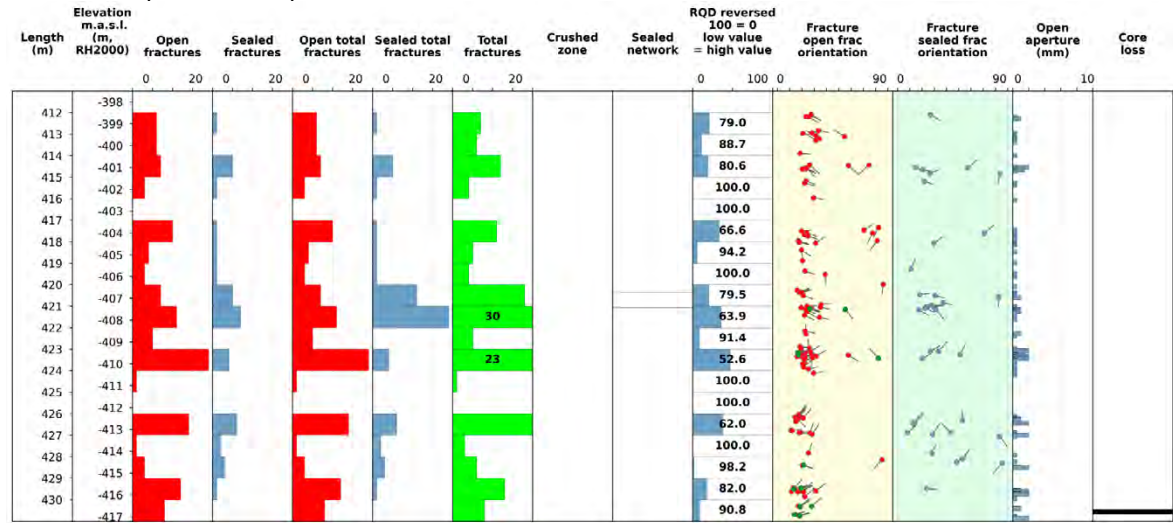 Length (m)
Elevation m.a.s.l. (m, RH2000)
Open fractures
Sealed fractures
Open total fractures
Sealed total fractures
Total fractures
Crushed zone
Sealed network
RQD reversed 100 = 0 low value = high value
Fracture open frac orientation
Fracture sealed frac orientation
Open aperture (mm)
Core loss
0 20
0 20
0 20
0 20
0 20
0 100
0 90
0 90
0 10
-398
412 79.0
-399
413 88.7
-400
414 80.6
-401
415 100.0
-402
416 100.0
-403
417 66.6
-404
418 94.2
-405
419 100.0
-406
420 79.5
-407
421 30 63.9
-408
422 91.4
-409
423 23 52.6
-410
424 100.0
-411
425 100.0
-412
426 62.0
-413
427 100.0
-414
428 98.2
-415
429 82.0
-416
430 90.8
-417